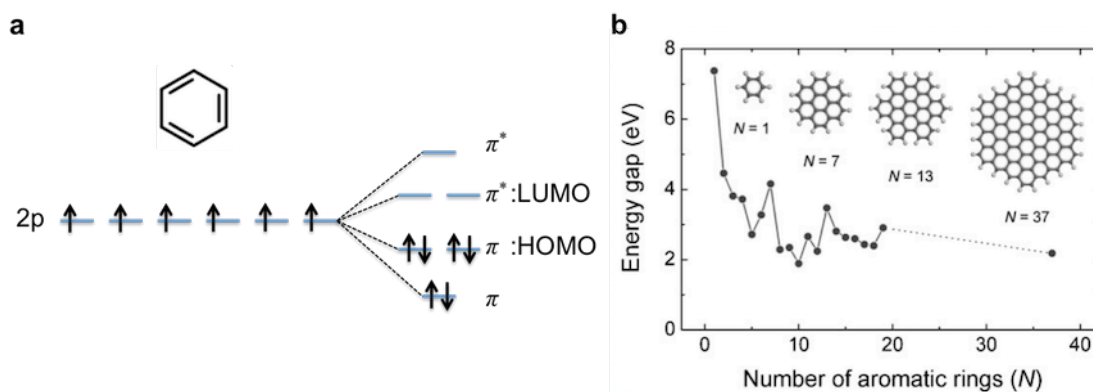 a
2p
π*
π*:LUMO
π :HOMO
π
b
Energy gap (eV)
8
6
4
2
0
N = 1
N = 7
N = 13
N = 37
0 10 20 30 40
Number of aromatic rings (N)